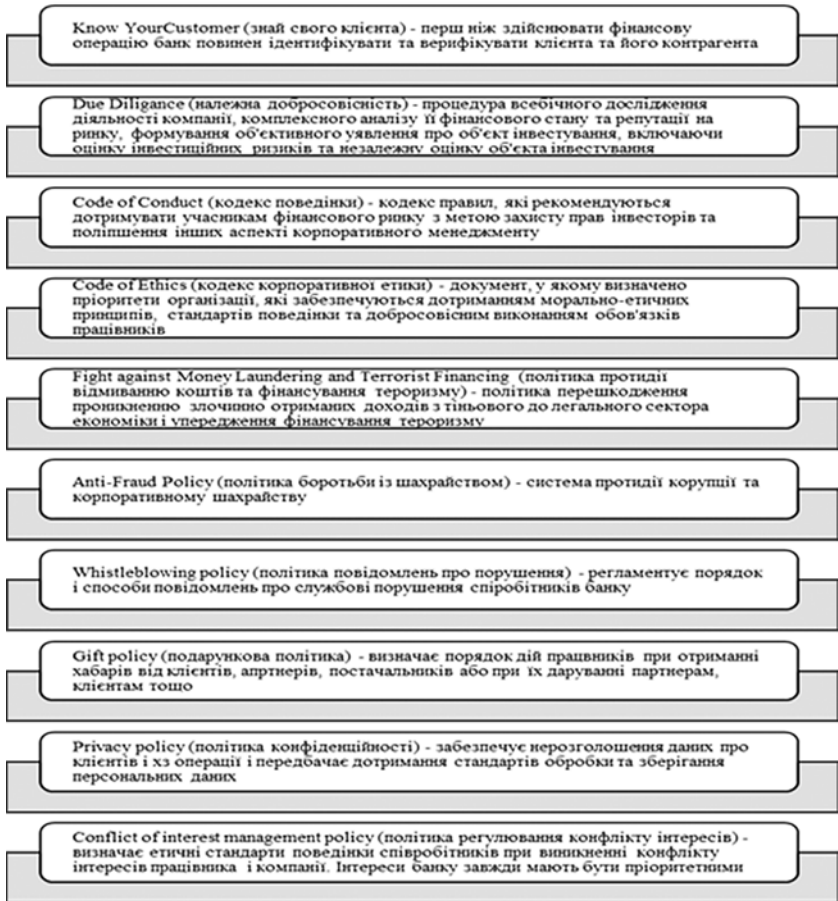 Know YourCustomer (знай свого клієнта) - перш ніж здійснювати фінансову
операцію банк повинен ідентифікувати та верифікувати клієнта та його контрагента
Due Diligance (належна добросовісність) - процедура всебічного дослідження
діяльності компанії, комплексного аналізу її фінансового стану та репутації на
ринку, формування об'єктивного уявлення про об'єкт інвестування, включаючи
оцінку інвестиційних ризиків та незалежну оцінку об'єкта інвестування
Code of Conduct (кодекс поведінки) - кодекс правил, які рекомендуються
дотримувати учасникам фінансового ринку з метою захисту прав інвесторів та
поліпшення інших аспекті корпоративного менеджменту
Code of Ethics (кодекс корпоративної етики) - документ, у якому визначено
пріоритети організації, які забезпечуються дотриманням морально-етичних
принципів, стандартів поведінки та добросовісним виконанням обов'язків
працівників
Fight against Money Laundering and Terrorist Financing (політика протидії
відмиванню коштів та фінансування тероризму) - політика перешкодження
проникненню злочинно отриманих доходів з тіньового до легального сектора
економіки і упередження фінансування тероризму
Anti-Fraud Policy (політика боротьби із шахрайством) - система протидії корупції та
корпоративному шахрайству
Whistleblowing policy (політика повідомлень про порушення) - регламентує порядок
і способи повідомлень про службові порушення спіробітників банку
Gift policy (подарункова політика) - визначає порядок дій працвників при отриманні
хабарів від клієнтів, апртнерів, постачальників або при їх даруванні партнерам,
клієнтам тощо
Privacy policy (політика конфіденційності) - забезпечує нерозголошення даних про
клієнтів і хз операції і передбачає дотримання стандартів обробки та зберігання
персональних даних
Conflict of interest management policy (політика регулювання конфлікту інтересів) -
визначає етичні стандарти поведінки співробітників при виникненні конфлікту
інтересів працівника і компанії. Інтереси банку завжди мають бути пріоритетними